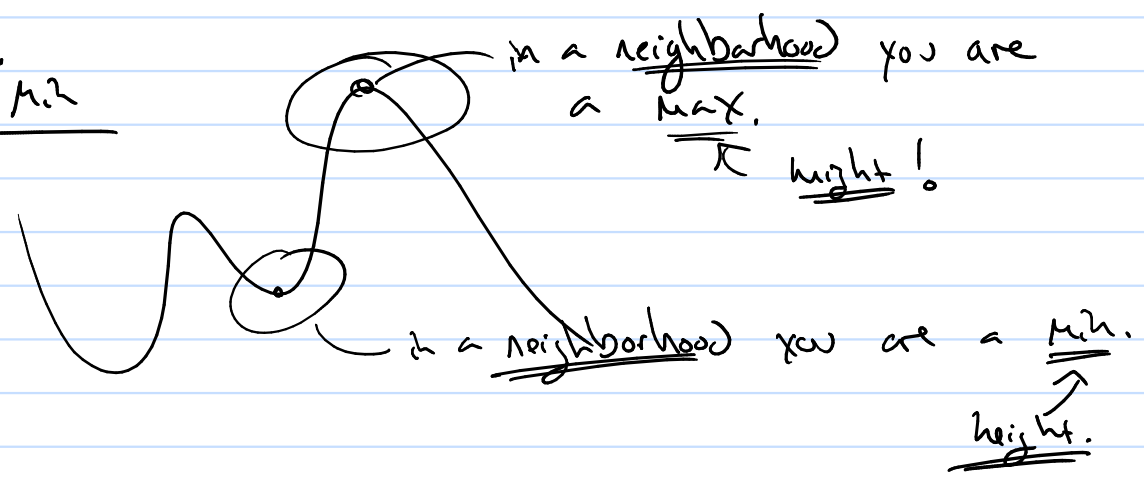 Min
in a neighborhood you are
a max.
height!
in a neighborhood you are a min.
height.